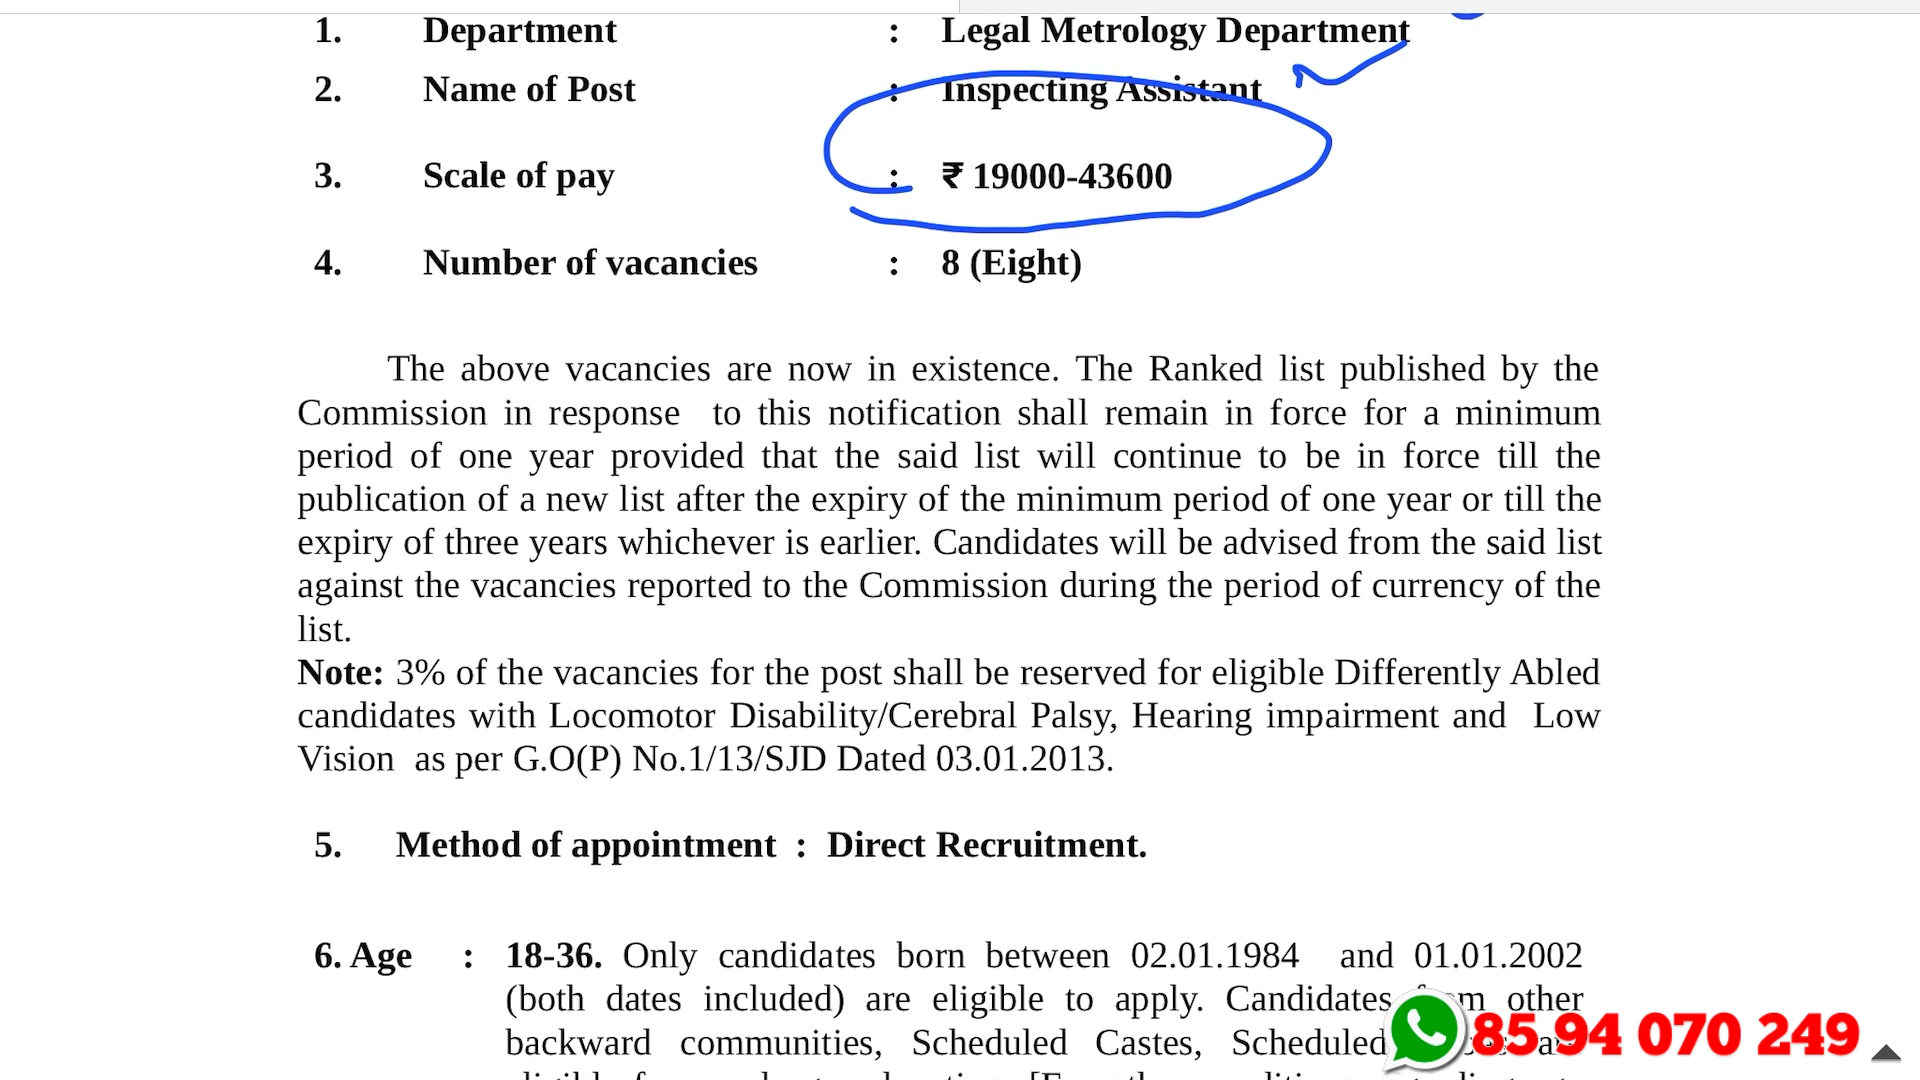 1. Department : Legal Metrology Department
2. Name of Post : Inspecting Assistant
3. Scale of pay : ₹ 19000-43600
4. Number of vacancies : 8 (Eight)
The above vacancies are now in existence. The Ranked list published by the
Commission in response to this notification shall remain in force for a minimum
period of one year provided that the said list will continue to be in force till the
publication of a new list after the expiry of the minimum period of one year or till the
expiry of three years whichever is earlier. Candidates will be advised from the said list
against the vacancies reported to the Commission during the period of currency of the
list.
Note: 3% of the vacancies for the post shall be reserved for eligible Differently Abled
candidates with Locomotor Disability/Cerebral Palsy, Hearing impairment and Low
Vision as per G.O(P) No.1/13/SJD Dated 03.01.2013.
5. Method of appointment : Direct Recruitment.
6. Age : 18-36. Only candidates born between 02.01.1984 and 01.01.2002
(both dates included) are eligible to apply. Candidates other
backward communities, Scheduled Castes, Scheduled
85 94 070 249